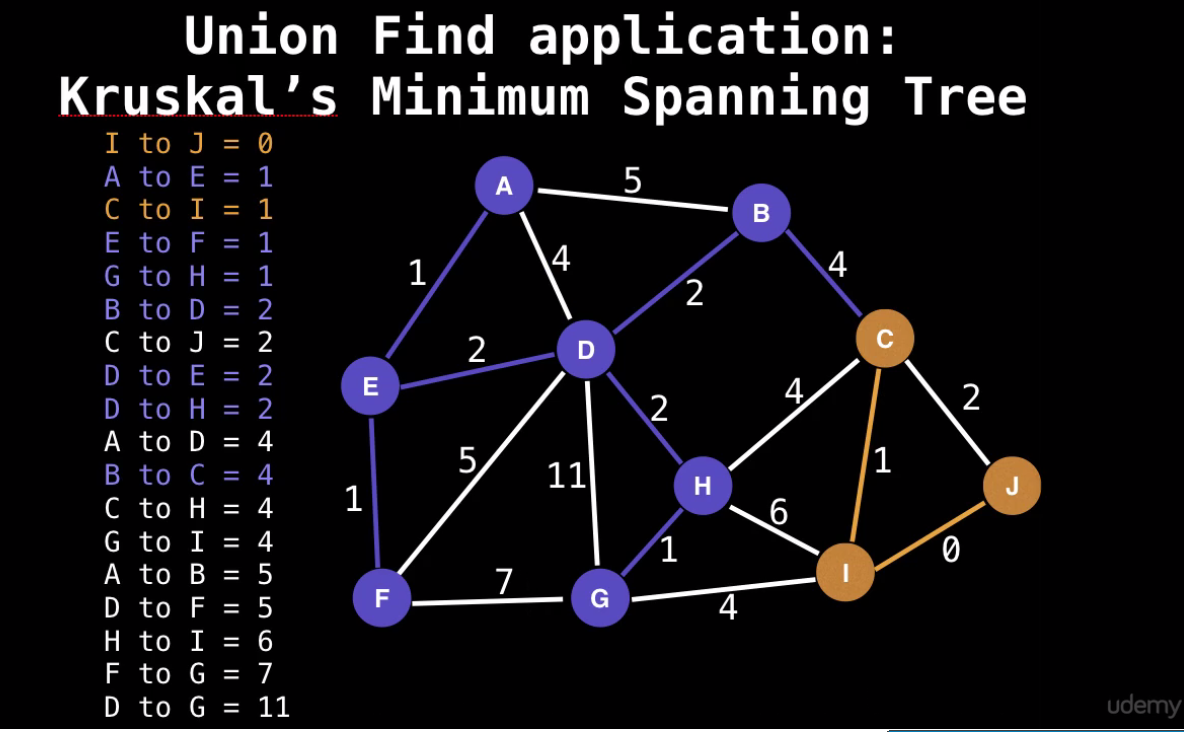 Union Find application:
Kruskal’s Minimum Spanning Tree
I to J = 0
A to E = 1
C to I = 1
E to F = 1
G to H = 1
B to D = 2
C to J = 2
D to E = 2
D to H = 2
A to D = 4
B to C = 4
C to H = 4
G to I = 4
A to B = 5
D to F = 5
H to I = 6
F to G = 7
D to G = 11
A
5
B
1
4
2
4
2
D
C
E
2
4
2
5
11
1
H
J
1
6
1
0
F
7
G
4
I
udemy